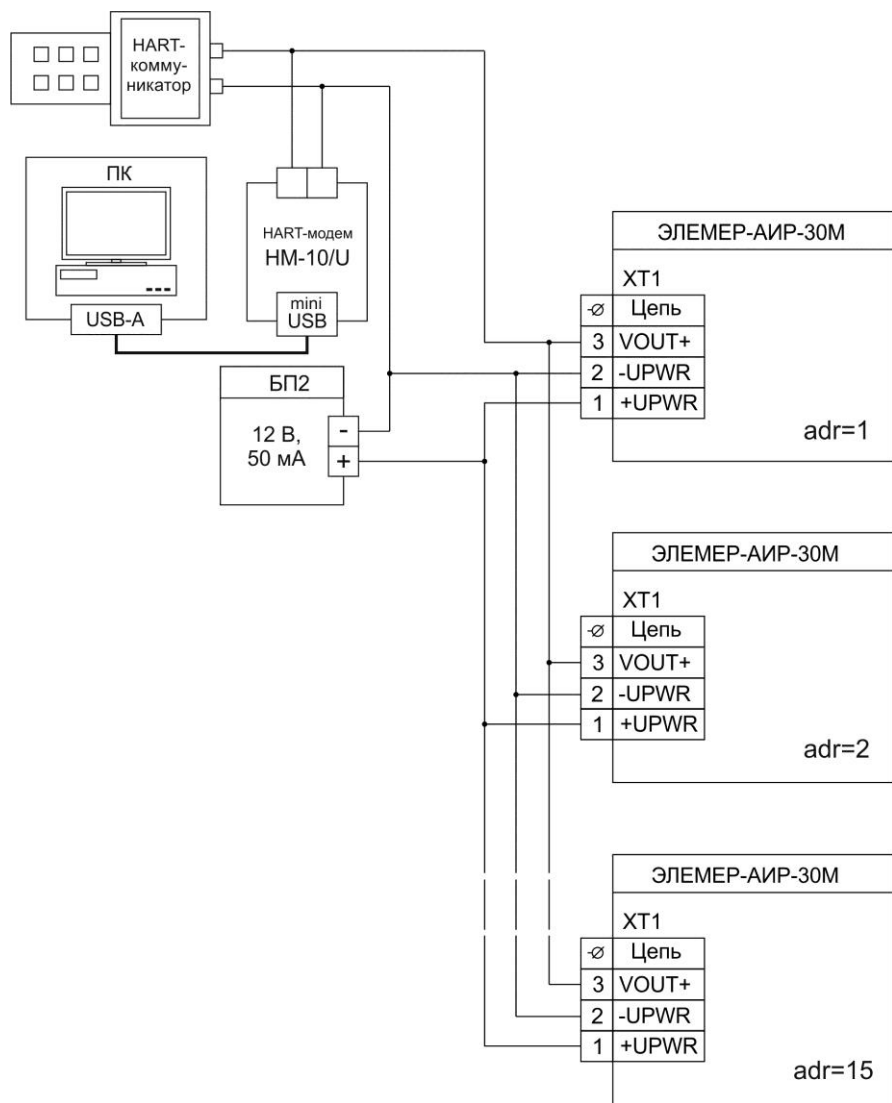 HART-
комму-
никатор
ПК
USB-A
HART-модем
HM-10/U
mini
USB
БП2
12 В,
50 мА
-
+
ЭЛЕМЕР-АИР-30М
XT1
Цепь
3 VOUT+
2 -UPWR
1 +UPWR
adr=1
ЭЛЕМЕР-АИР-30М
XT1
Цепь
3 VOUT+
2 -UPWR
1 +UPWR
adr=2
ЭЛЕМЕР-АИР-30М
XT1
Цепь
3 VOUT+
2 -UPWR
1 +UPWR
adr=15